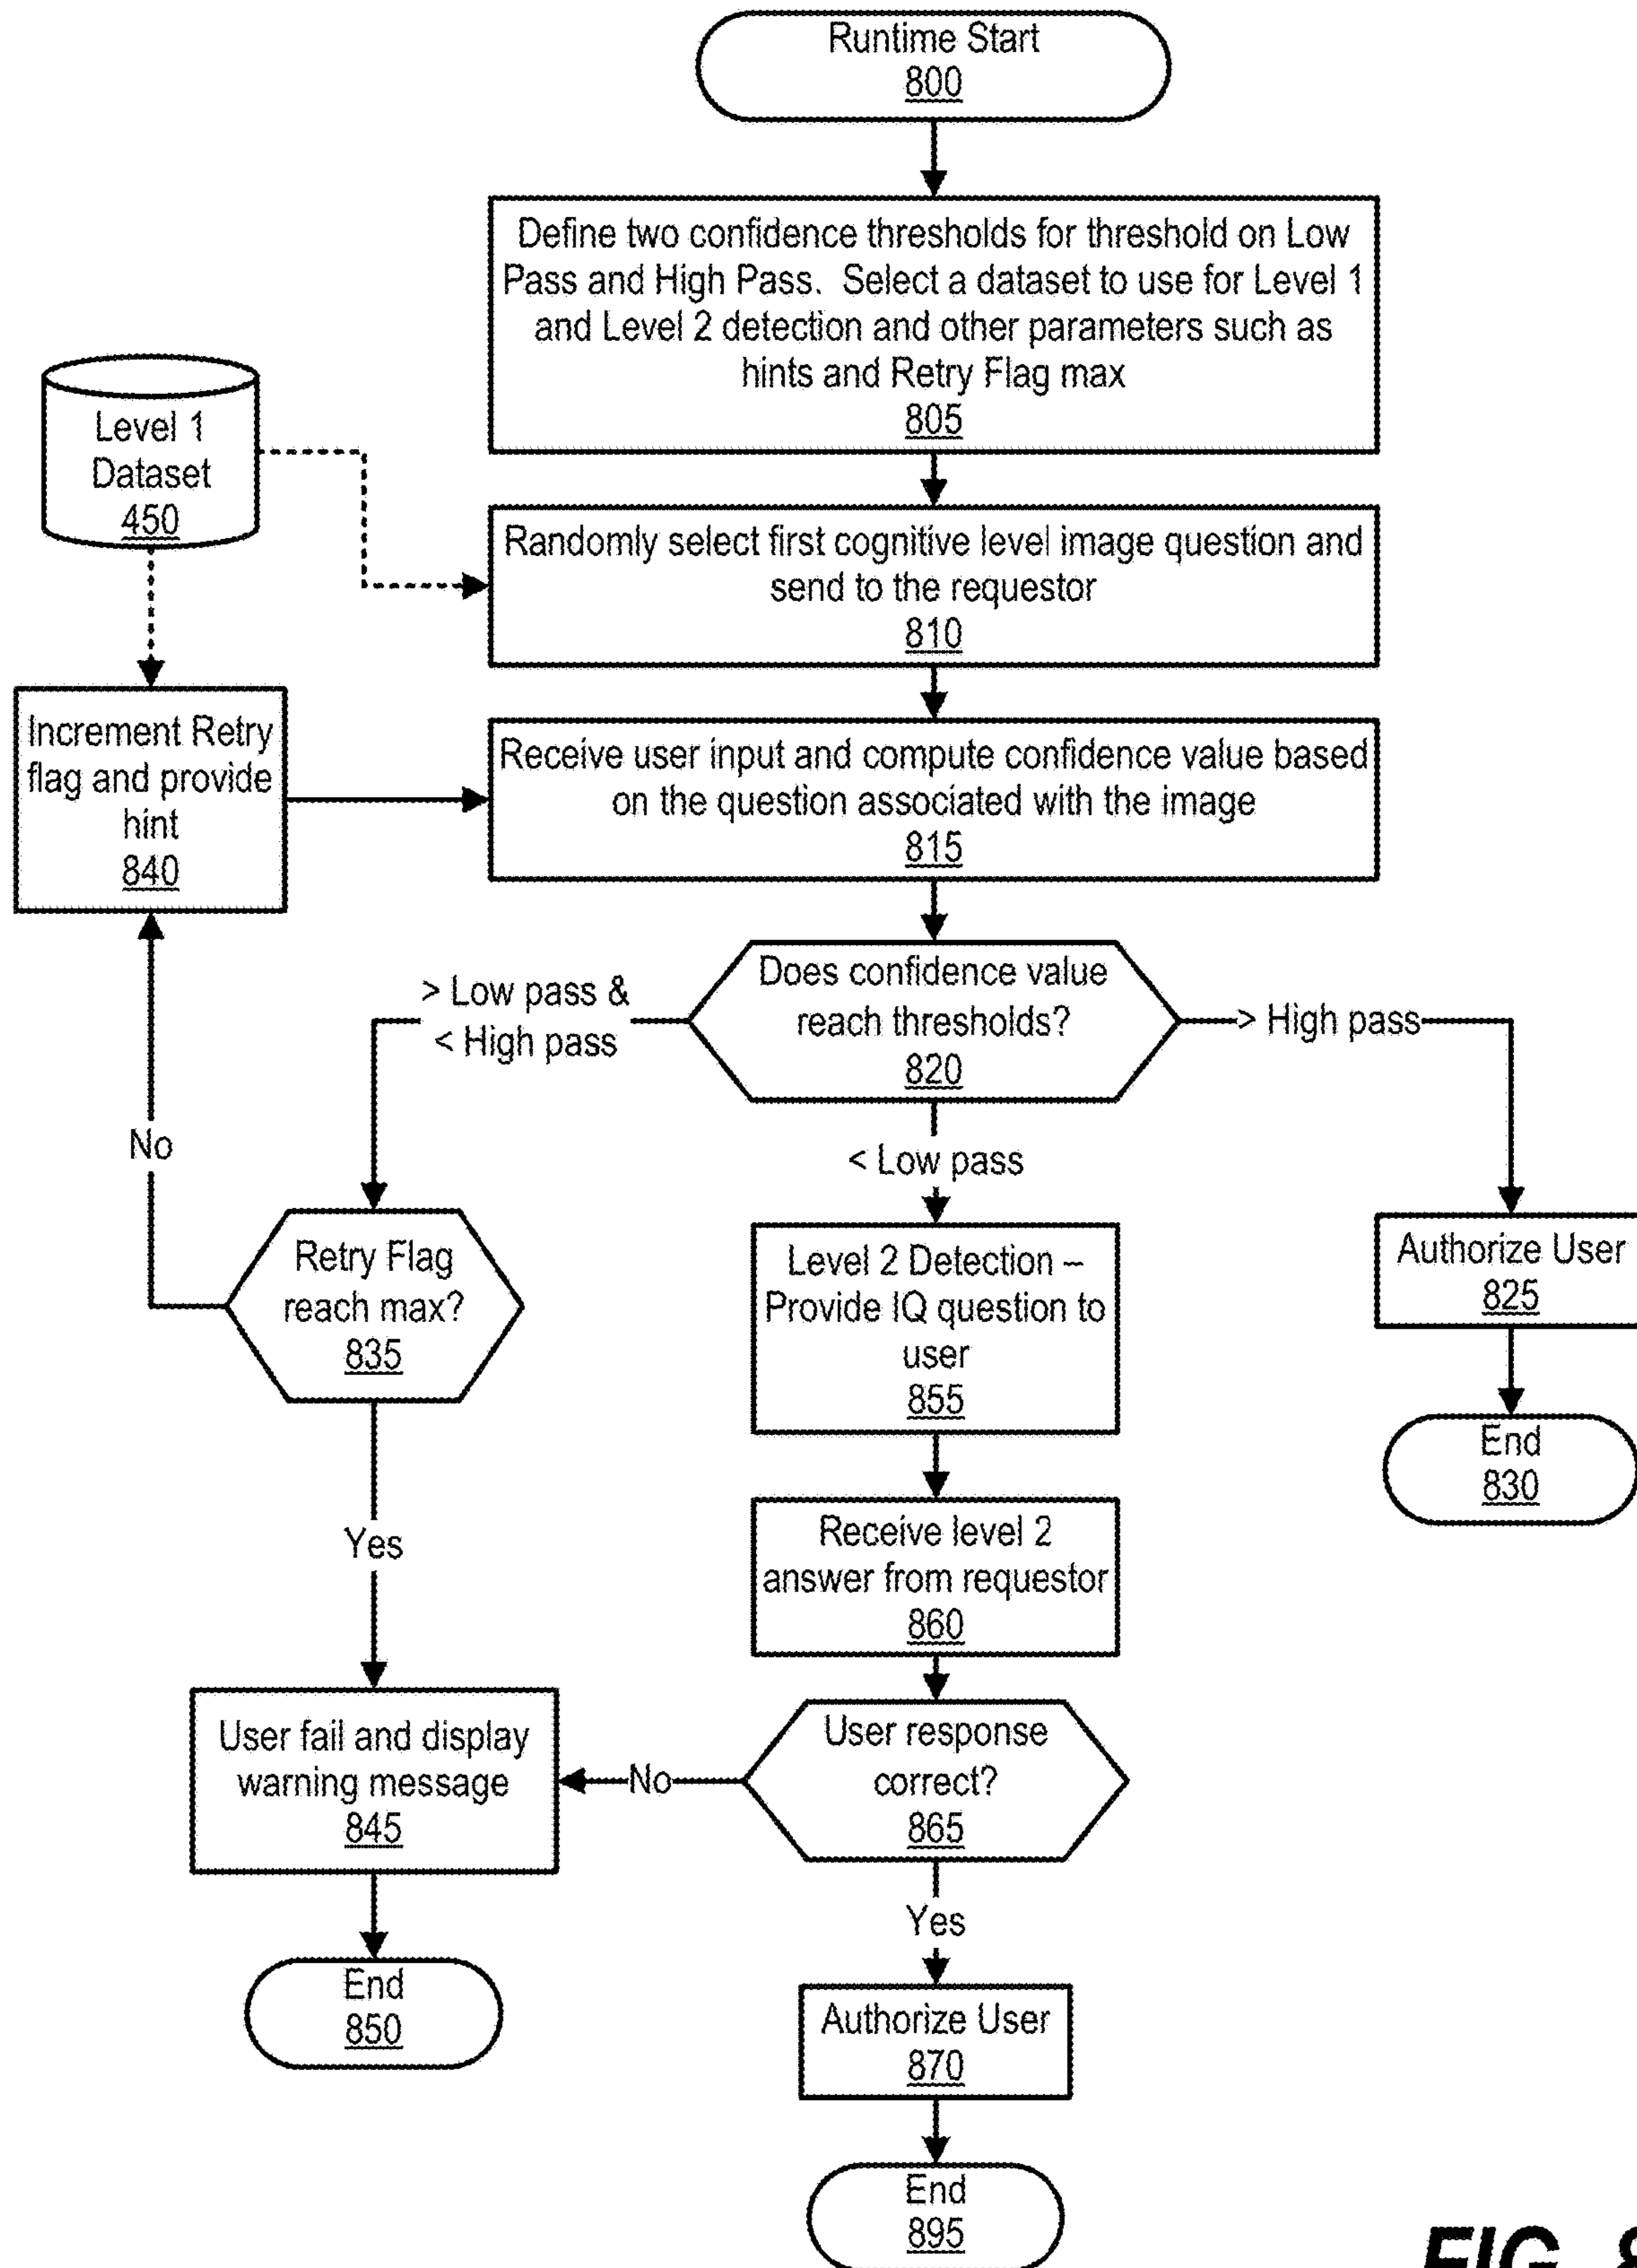 Runtime Start
800
Define two confidence thresholds for threshold on Low
Pass and High Pass.  Select a dataset to use for Level 1
and Level 2 detection and other parameters such as
hints and Retry Flag max
805
Level 1
Dataset
450
Randomly select first cognitive level image question and
send to the requestor
810
Increment Retry
flag and provide
hint
840
Receive user input and compute confidence value based
on the question associated with the image
815
Does confidence value
reach thresholds?
820
> Low pass &
< High pass
> High pass
No
< Low pass
Retry Flag
reach max?
835
Level 2 Detection –
Provide IQ question to
user
855
Authorize User
825
End
830
Yes
Receive level 2
answer from requestor
860
User fail and display
warning message
845
No
User response
correct?
865
Yes
End
850
Authorize User
870
End
895
FIG. 8